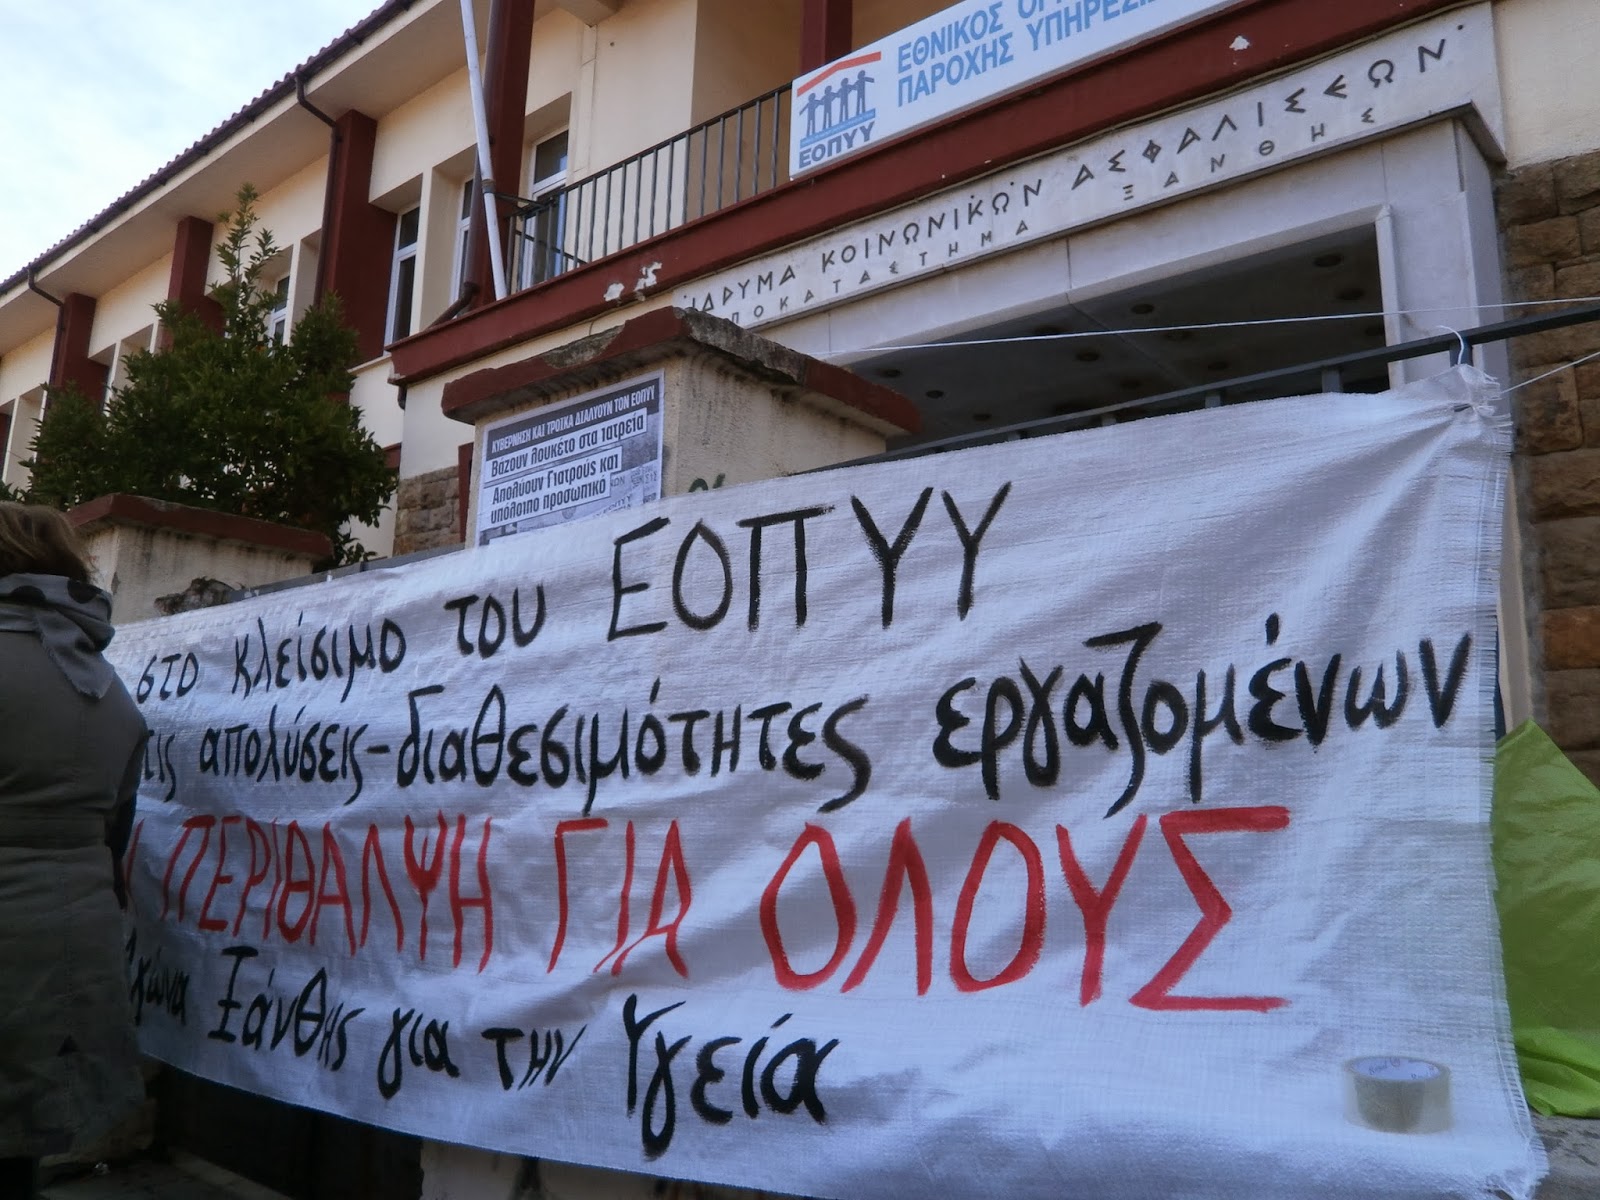 ΕΘΝΙΚΟΣ
ΠΑΡΟΧΗΣ ΥΠΗΡΕΣΙ
ΕΟΠΥΥ
ΙΔΡΥΜΑ ΚΟΙΝΩΝΙΚΩΝ ΑΣΦΑΛΙΣΕΩΝ
ΠΟΚΑΤΑΣΤΗΜΑ ΞΑΝΘΗΣ
ΚΥΒΕΡΝΗΣΗ ΚΑΙ ΤΡΟΪΚΑ ΔΙΑΛΥΟΥΝ ΤΟΝ ΕΟΠΥΥ
Βάζουν λουκέτο στα ιατρεία
Απολύουν Γιατρούς και
υπόλοιπο προσωπικό
στο κλείσιμο του ΕΟΠΥΥ
τις απολύσεις-διαθεσιμότητες εργαζομένων
ΠΕΡΙΘΑΛΨΗ ΓΙΑ ΟΛΟΥΣ
Ξάνθης για την Υγεία